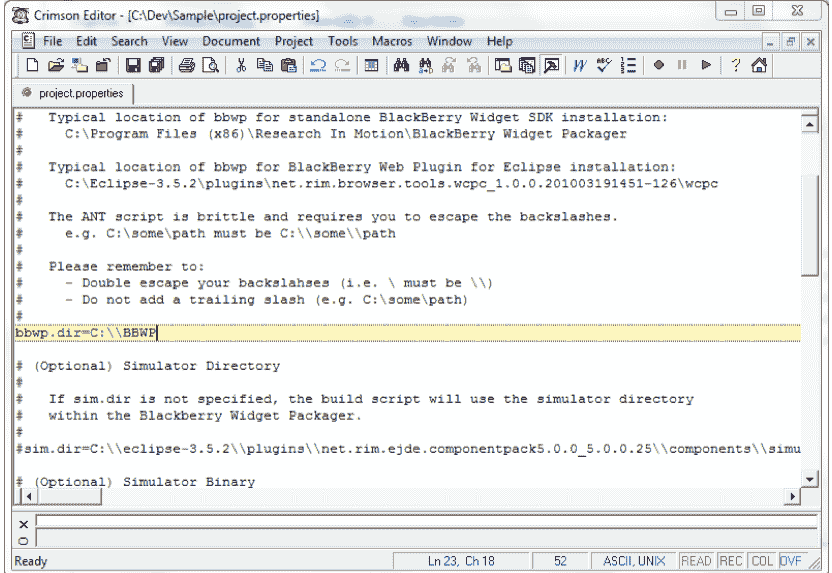 Crimson Editor - [C:\Dev\Sample\project.properties]
File Edit Search View Document Project Tools Macros Window Help
project.properties
#   Typical location of bbwp for standalone BlackBerry Widget SDK installation:
#     C:\Program Files (x86)\Research In Motion\BlackBerry Widget Packager
#
#   Typical location of bbwp for BlackBerry Web Plugin for Eclipse installation:
#     C:\Eclipse-3.5.2\plugins\net.rim.browser.tools.wcpc_1.0.0.201003191451-126\wcpc
#
#   The ANT script is brittle and requires you to escape the backslashes.
#     e.g. C:\some\path must be C:\\some\\path
#
#   Please remember to:
#     - Double escape your backslahses (i.e. \ must be \\)
#     - Do not add a trailing slash (e.g. C:\some\path)
#
bbwp.dir=C:\\BBWP
# (Optional) Simulator Directory
#
#   If sim.dir is not specified, the build script will use the simulator directory
#   within the Blackberry Widget Packager.
#
#sim.dir=C:\\eclipse-3.5.2\\plugins\\net.rim.ejde.componentpack5.0.0_5.0.0.25\\components\\simu
# (Optional) Simulator Binary
Ready Ln 23, Ch 18 52 ASCII, UNIX READ REC COL OVF